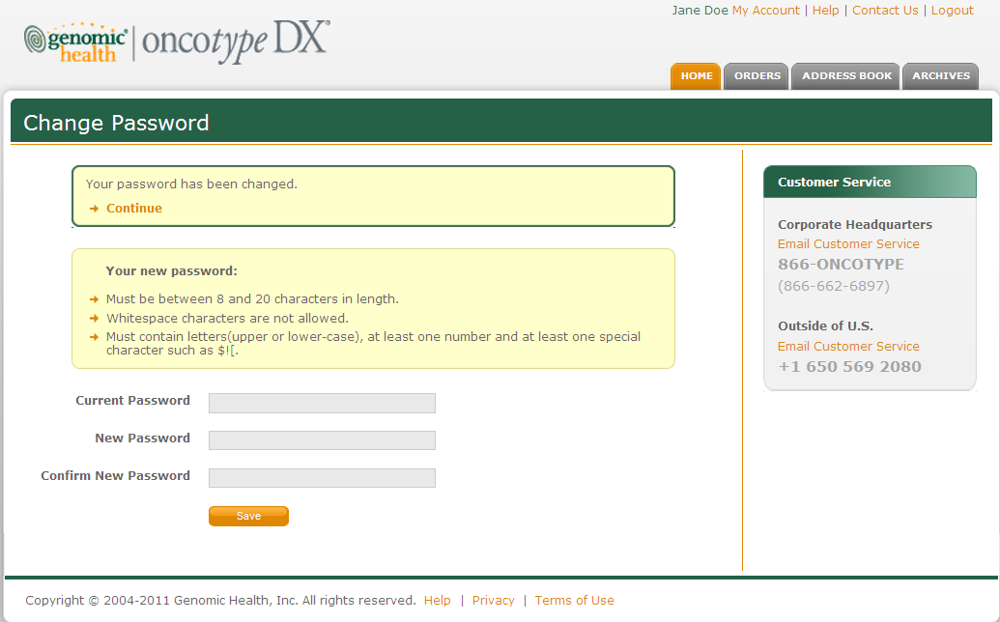 Jane Doe My Account | Help | Contact Us | Logout
genomic health® | oncotype DX®
HOME ORDERS ADDRESS BOOK ARCHIVES
Change Password
Your password has been changed.
Continue
Your new password:
Must be between 8 and 20 characters in length.
Whitespace characters are not allowed.
Must contain letters(upper or lower-case), at least one number and at least one special
character such as $![.
Current Password
New Password
Confirm New Password
Save
Customer Service
Corporate Headquarters
Email Customer Service
866-ONCOTYPE
(866-662-6897)
Outside of U.S.
Email Customer Service
+1 650 569 2080
Copyright © 2004-2011 Genomic Health, Inc. All rights reserved. Help | Privacy | Terms of Use